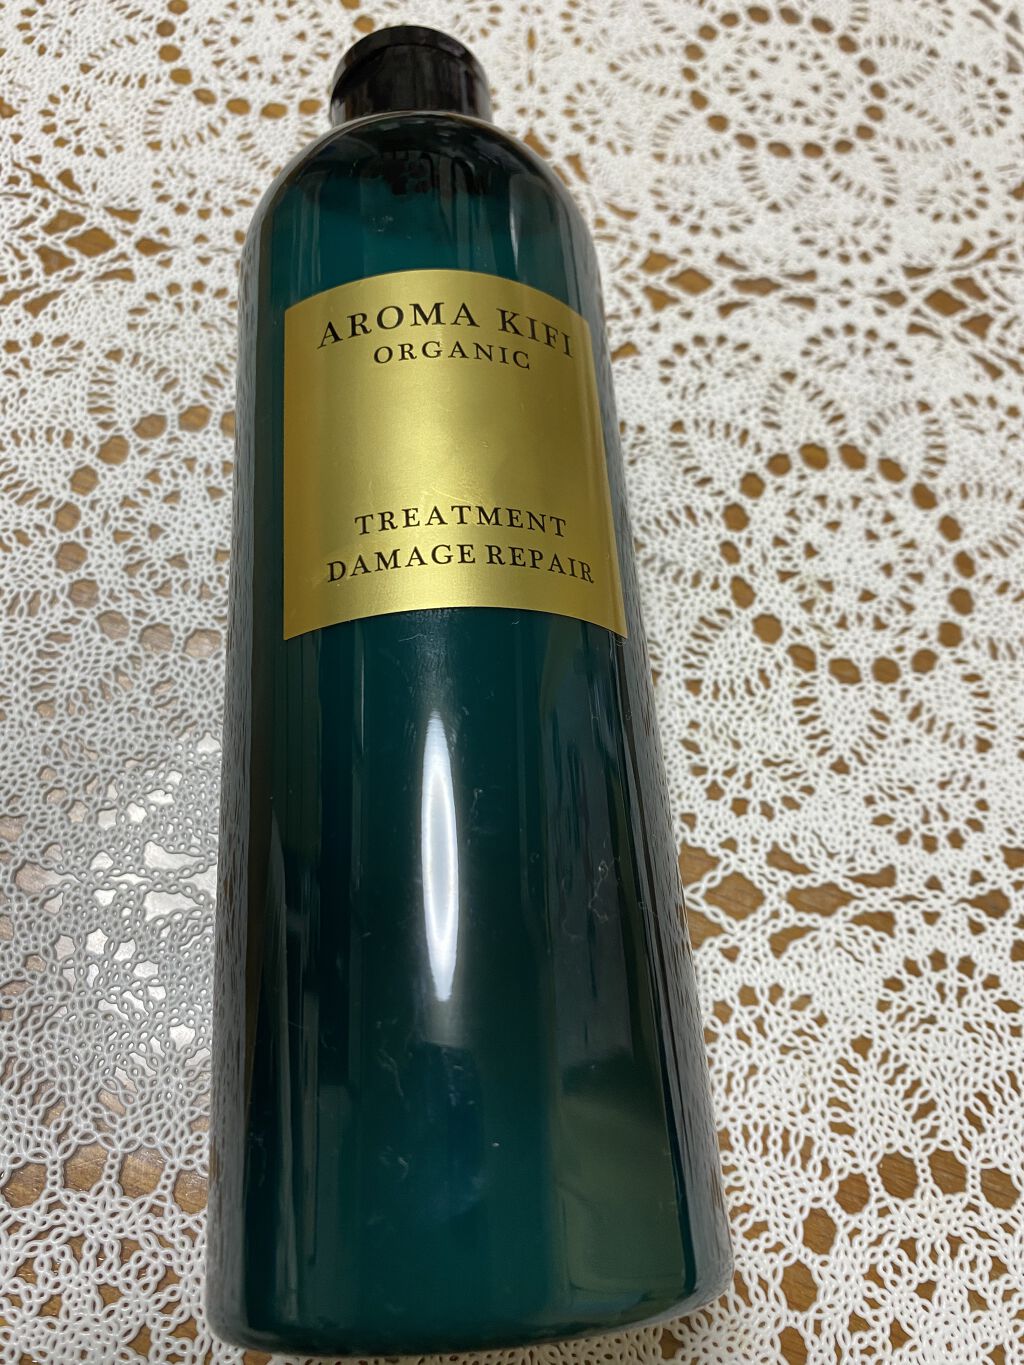 AROMA KIFI
ORGANIC
TREATMENT
DAMAGE REPAIR